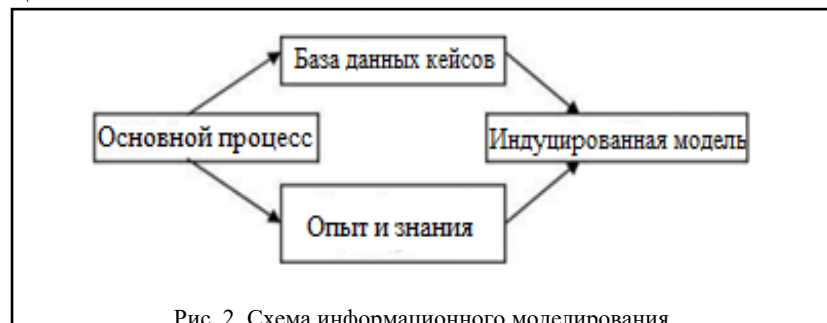 База данных кейсов
Основной процесс
Индуцированная модель
Опыт и знания
Рис. 2. Схема информационного моделирования